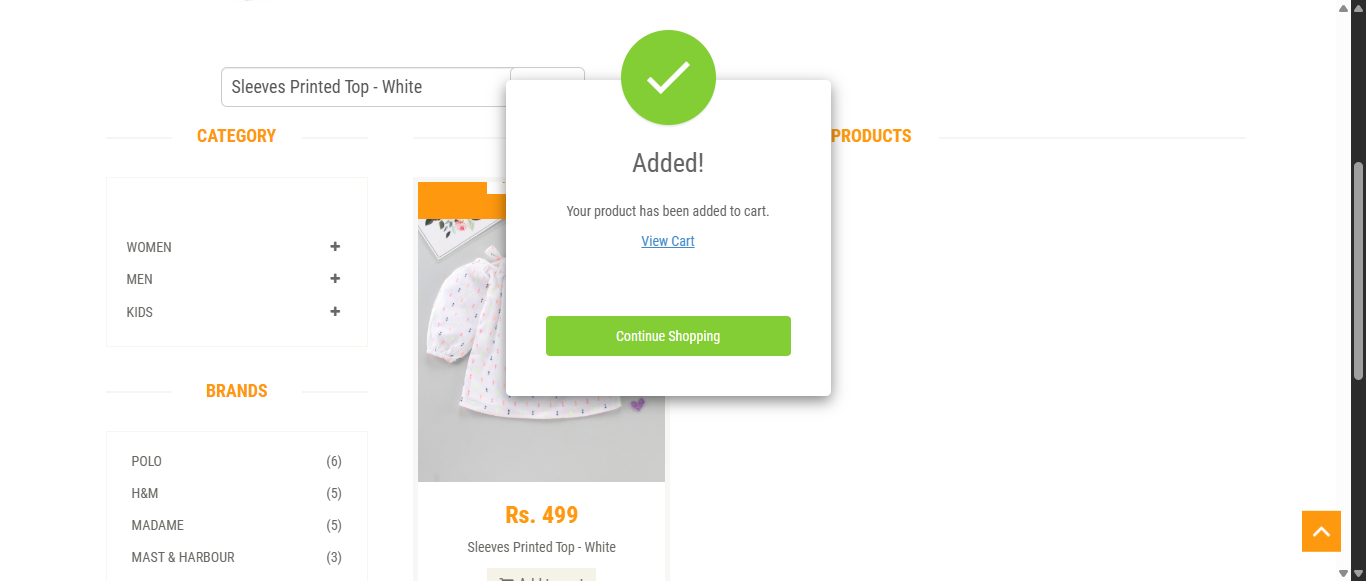 Sleeves Printed Top - White
CATEGORY
PRODUCTS
Added!
Your product has been added to cart.
View Cart
Continue Shopping
WOMEN
MEN
KIDS
BRANDS
POLO (6)
H&M (5)
MADAME (5)
MAST & HARBOUR (3)
Rs. 499
Sleeves Printed Top - White